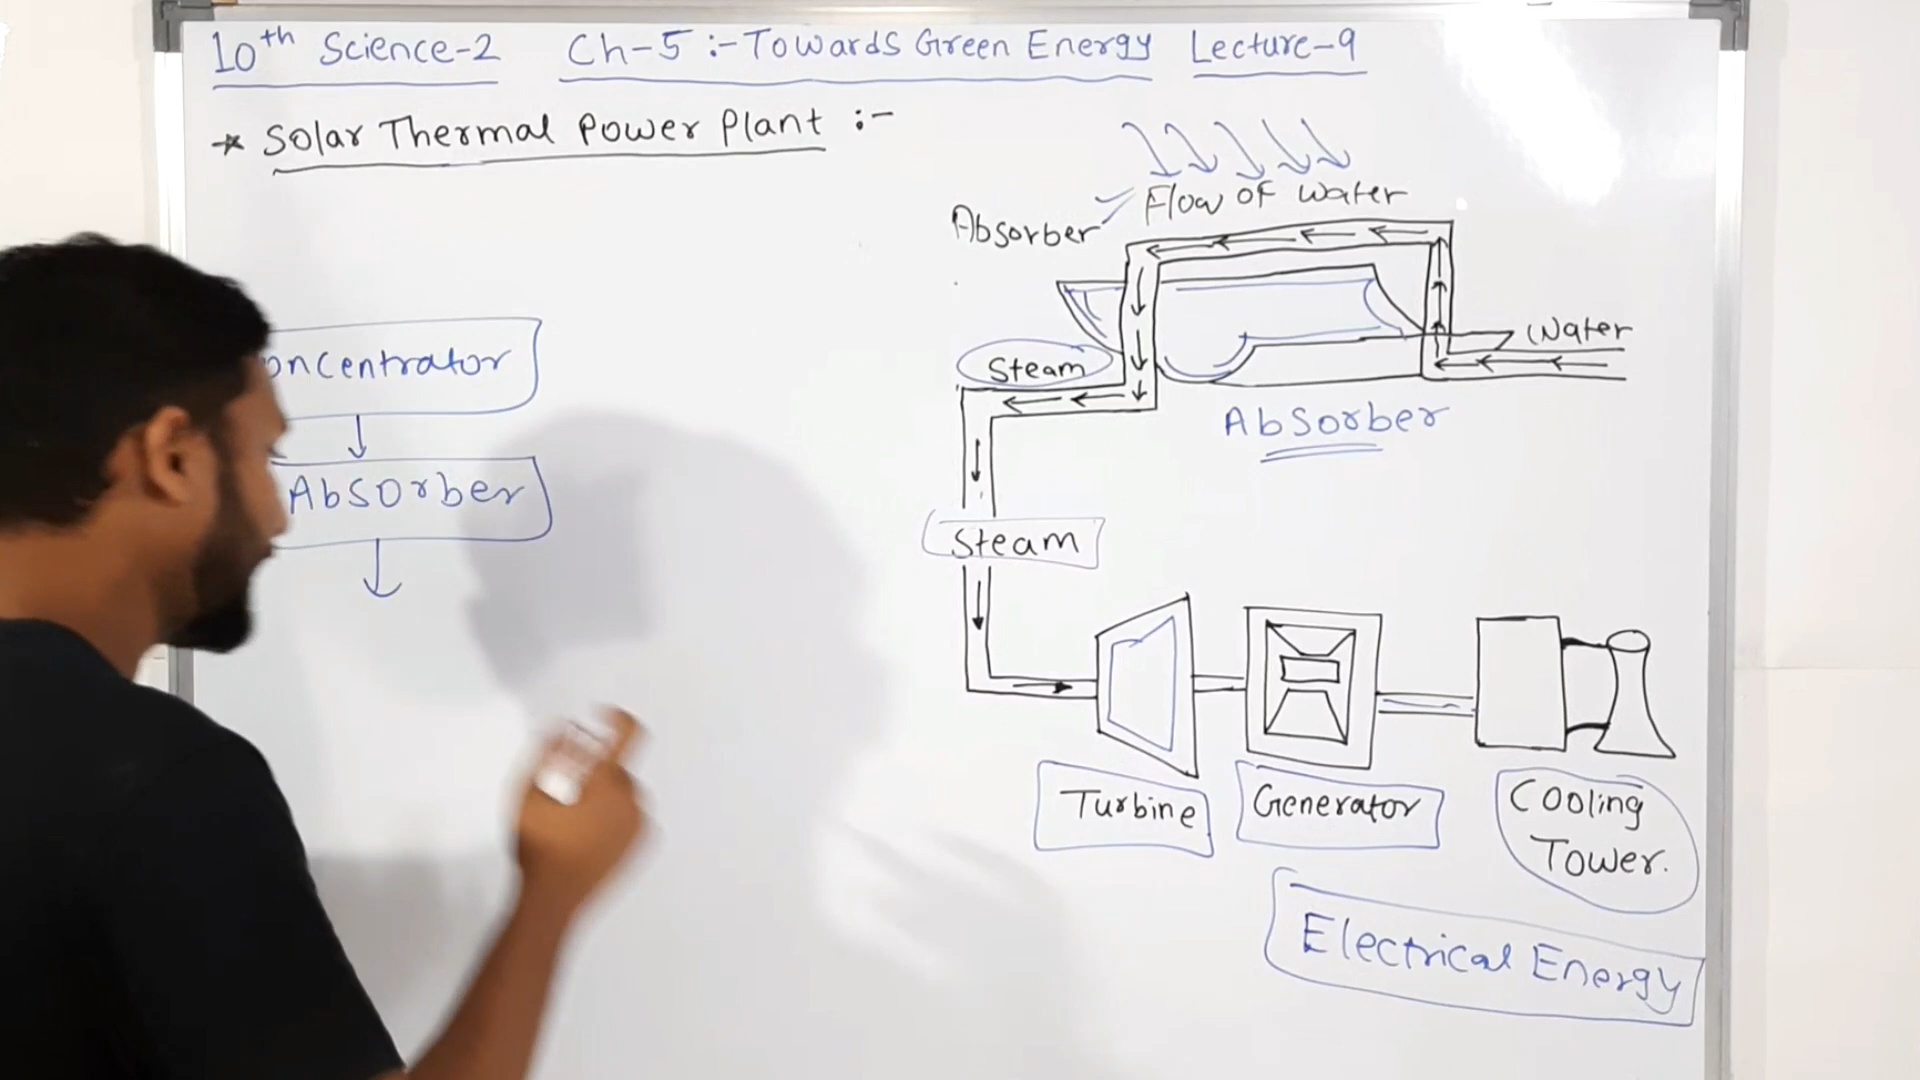 10th Science-2 Ch-5 :- Towards Green Energy Lecture-9
* Solar Thermal Power Plant :-
Flow of water
Absorber
oncentrator
Absorber
Steam
Water
Absorber
Steam
Turbine
Generator
Cooling
Tower.
Electrical Energy